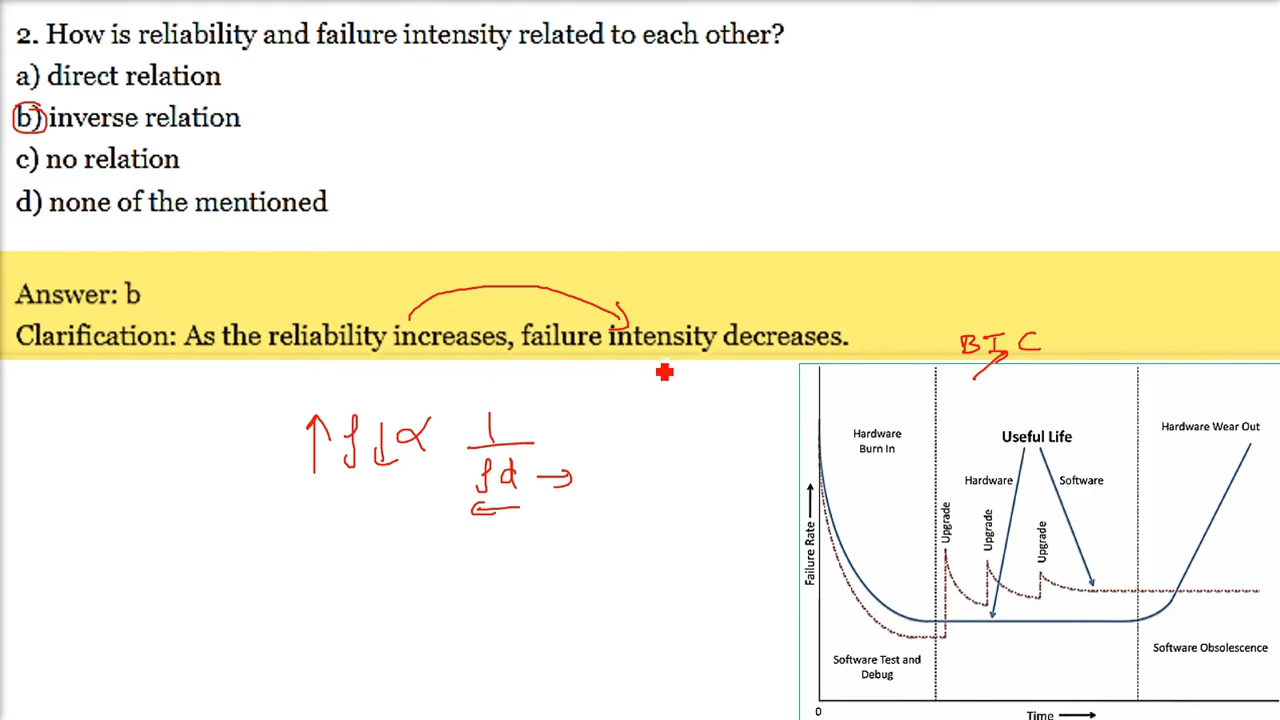 2. How is reliability and failure intensity related to each other?
a) direct relation
b) inverse relation
c) no relation
d) none of the mentioned
Answer: b
Clarification: As the reliability increases, failure intensity decreases.
B I C
1
Hardware
Burn In
Useful Life
Hardware Wear Out
Hardware
Software
Upgrade
Upgrade
Upgrade
Failure Rate
Software Test and
Debug
Software Obsolescence
0
Time